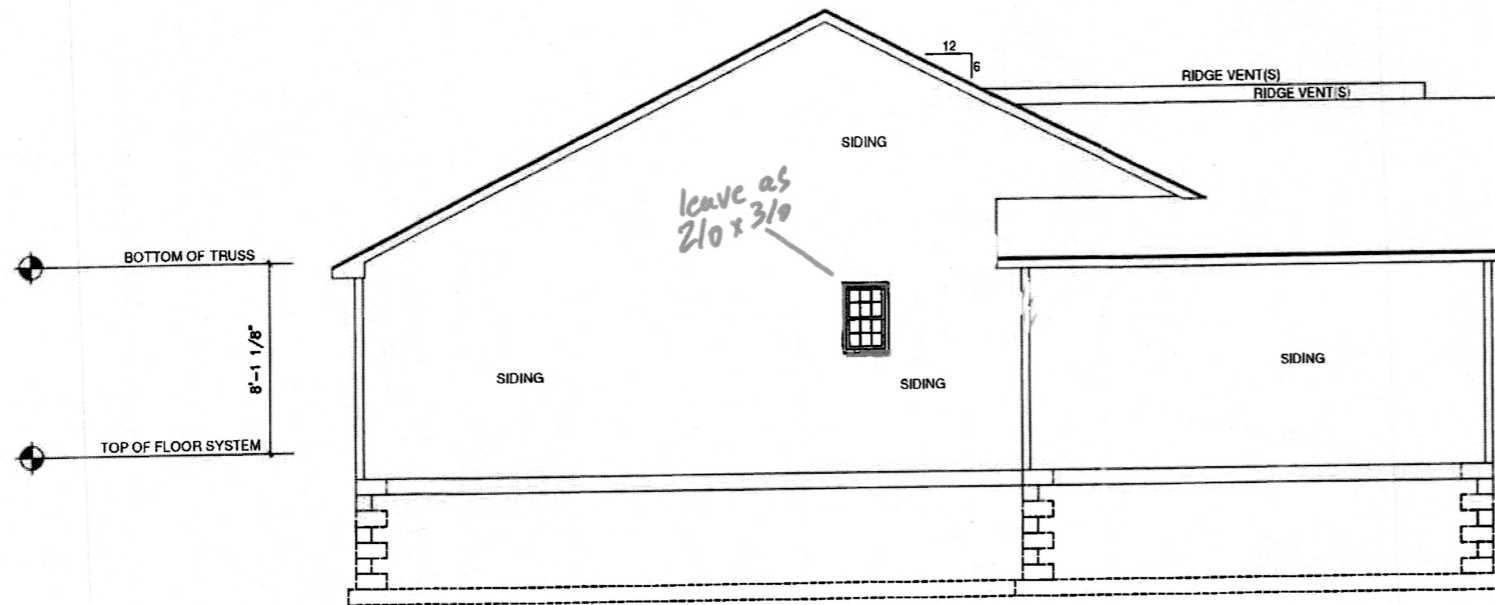 12
6
RIDGE VENT(S)
RIDGE VENT(S)
SIDING
leave as
2/0 x 3/0
BOTTOM OF TRUSS
8'-1 1/8"
SIDING
SIDING
SIDING
TOP OF FLOOR SYSTEM